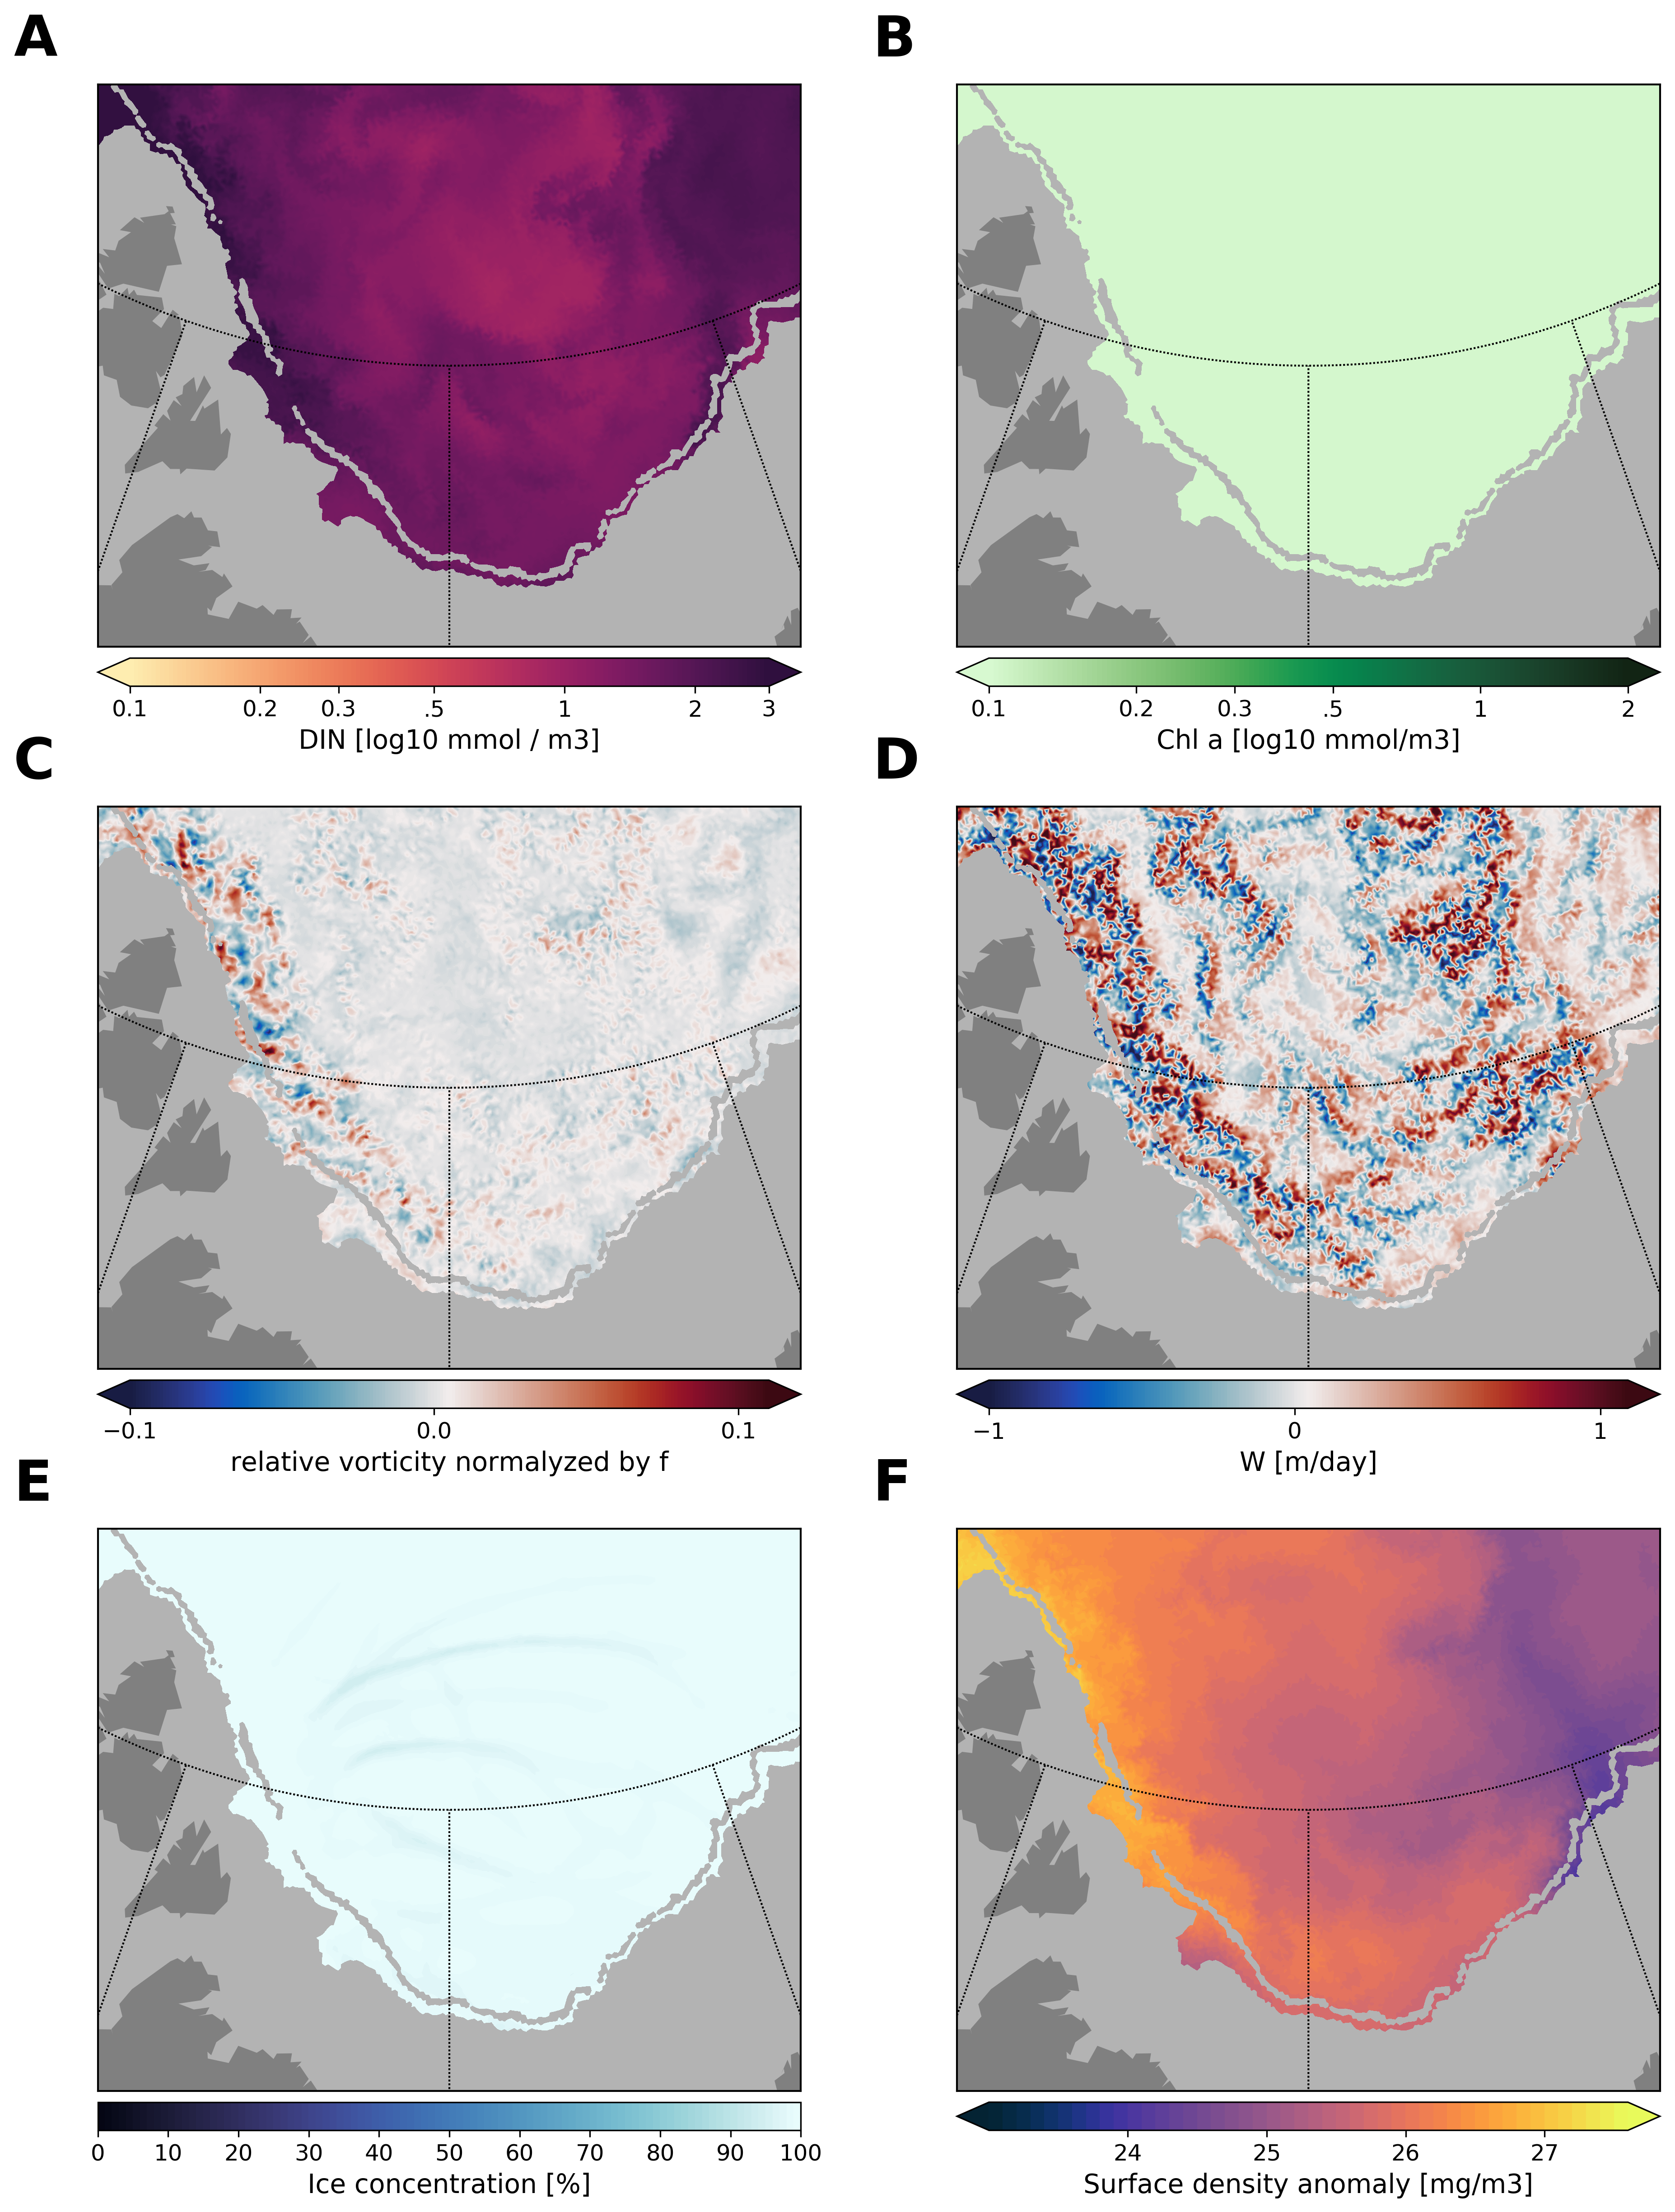 A
B
0.1 0.2 0.3 .5 1 2 3
DIN [log10 mmol / m3]
0.1 0.2 0.3 .5 1 2
Chl a [log10 mmol/m3]
C
D
−0.1 0.0 0.1
relative vorticity normalyzed by f
−1 0 1
W [m/day]
E
F
0 10 20 30 40 50 60 70 80 90 100
Ice concentration [%]
24 25 26 27
Surface density anomaly [mg/m3]